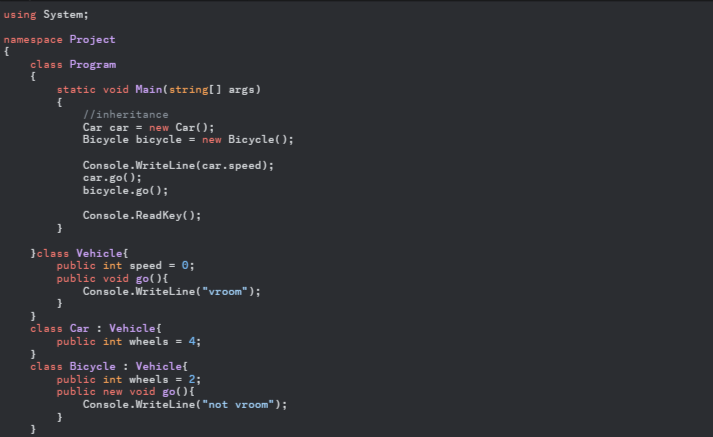 using System;
namespace Project
{
    class Program
    {
        static void Main(string[] args)
        {
            //inheritance
            Car car = new Car();
            Bicycle bicycle = new Bicycle();

            Console.WriteLine(car.speed);
            car.go();
            bicycle.go();

            Console.ReadKey();
        }

    }class Vehicle{
        public int speed = 0;
        public void go(){
            Console.WriteLine("vroom");
        }
    }
    class Car : Vehicle{
        public int wheels = 4;
    }
    class Bicycle : Vehicle{
        public int wheels = 2;
        public new void go(){
            Console.WriteLine("not vroom");
        }
    }